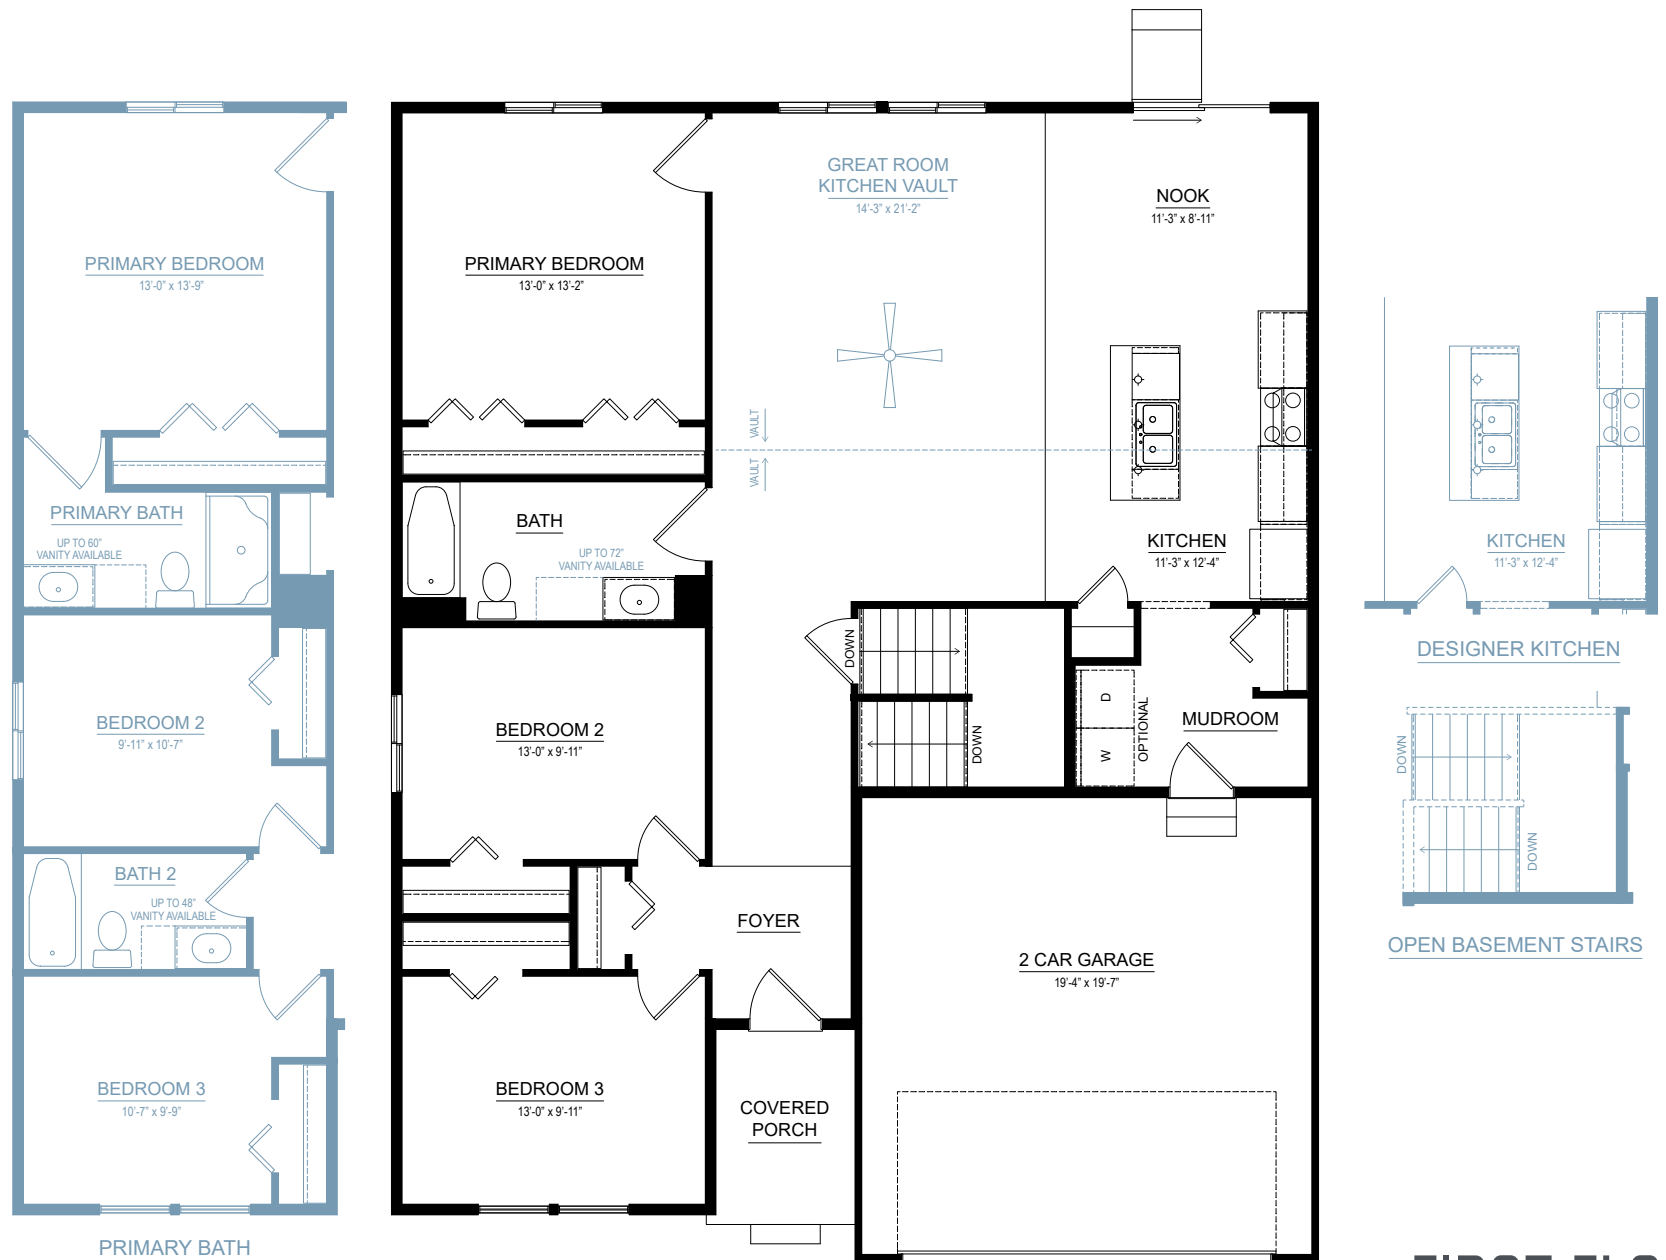 PRIMARY BEDROOM
13'-0" x 13'-9"
PRIMARY BATH
UP TO 60"
VANITY AVAILABLE
BEDROOM 2
9'-11" x 10'-7"
BATH 2
UP TO 48"
VANITY AVAILABLE
BEDROOM 3
10'-7" x 9'-9"
PRIMARY BATH
GREAT ROOM
KITCHEN VAULT
14'-3" x 21'-2"
NOOK
11'-3" x 8'-11"
PRIMARY BEDROOM
13'-0" x 13'-2"
VAULT
VAULT
BATH
UP TO 72"
VANITY AVAILABLE
KITCHEN
11'-3" x 12'-4"
DOWN
DOWN
D
W
OPTIONAL
MUDROOM
BEDROOM 2
13'-0" x 9'-11"
FOYER
2 CAR GARAGE
19'-4" x 19'-7"
BEDROOM 3
13'-0" x 9'-11"
COVERED
PORCH
KITCHEN
11'-3" x 12'-4"
DESIGNER KITCHEN
DOWN
DOWN
OPEN BASEMENT STAIRS